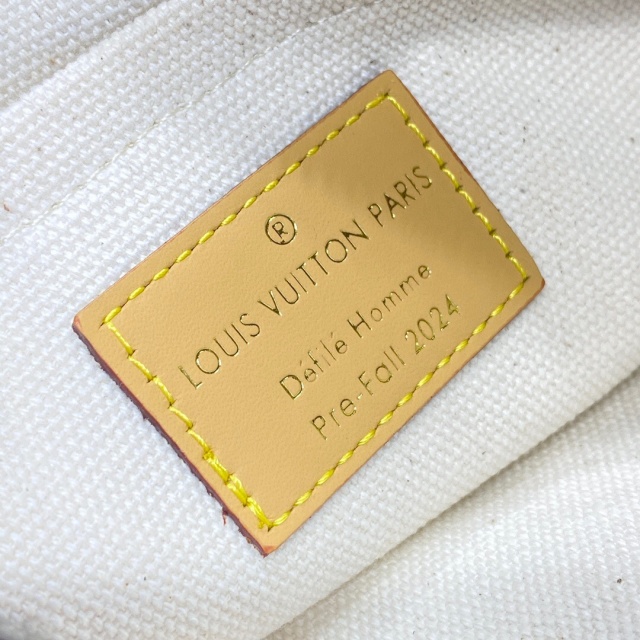 ®
LOUIS VUITTON PARIS
Défilé Homme
Pre-Fall 2024